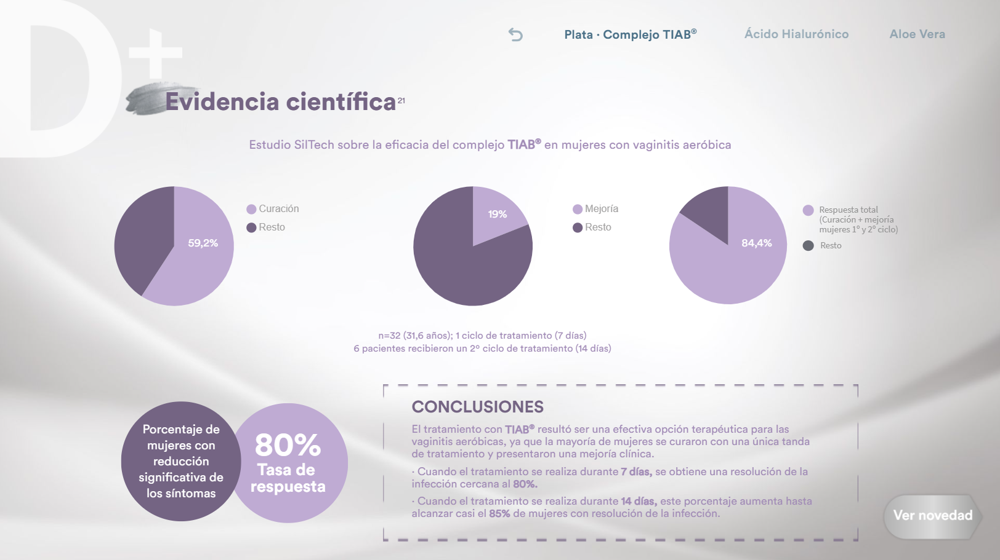 D+
Plata · Complejo TIAB®
Ácido Hialurónico
Aloe Vera
Evidencia científica21
Estudio SilTech sobre la eficacia del complejo TIAB® en mujeres con vaginitis aeróbica
59,2%
Curación
Resto
19%
Mejoría
Resto
84,4%
Respuesta total
(Curación + mejoría
mujeres 1º y 2º ciclo)
Resto
n=32 (31,6 años); 1 ciclo de tratamiento (7 días)
6 pacientes recibieron un 2º ciclo de tratamiento (14 días)
Porcentaje de
mujeres con
reducción
significativa de
los síntomas
80%
Tasa de
respuesta
CONCLUSIONES
El tratamiento con TIAB® resultó ser una efectiva opción terapéutica para las
vaginitis aeróbicas, ya que la mayoría de mujeres se curaron con una única tanda
de tratamiento y presentaron una mejoría clínica.
· Cuando el tratamiento se realiza durante 7 días, se obtiene una resolución de la
infección cercana al 80%.
· Cuando el tratamiento se realiza durante 14 días, este porcentaje aumenta hasta
alcanzar casi el 85% de mujeres con resolución de la infección.
Ver novedad